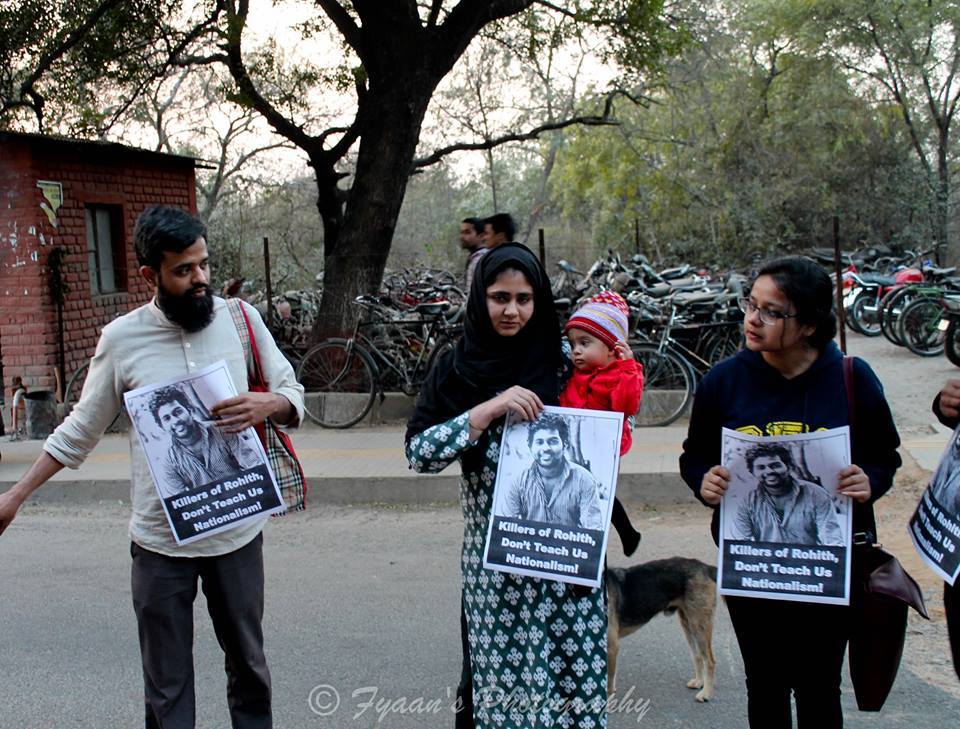 Killers of Rohith,
Don't Teach Us
Nationalism!
Killers of Rohith,
Don't Teach Us
Nationalism!
Killers of Rohith,
Don't Teach Us
Nationalism!
© Fyaan's Photography